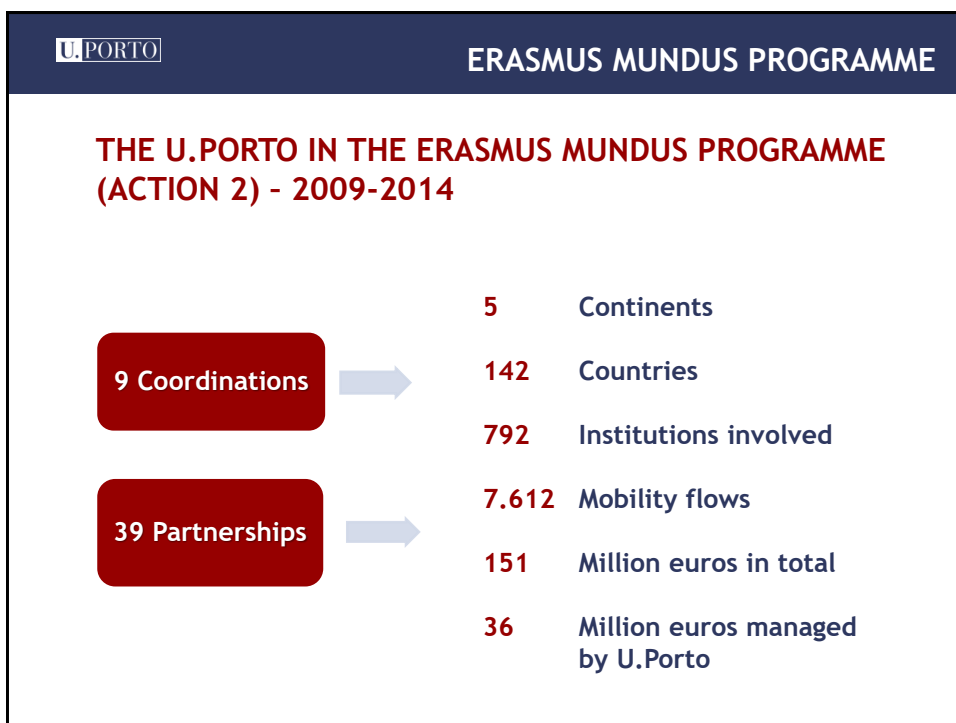 U.PORTO
ERASMUS MUNDUS PROGRAMME
THE U.PORTO IN THE ERASMUS MUNDUS PROGRAMME
(ACTION 2) – 2009-2014
9 Coordinations
39 Partnerships
5 Continents
142 Countries
792 Institutions involved
7.612 Mobility flows
151 Million euros in total
36 Million euros managed
by U.Porto